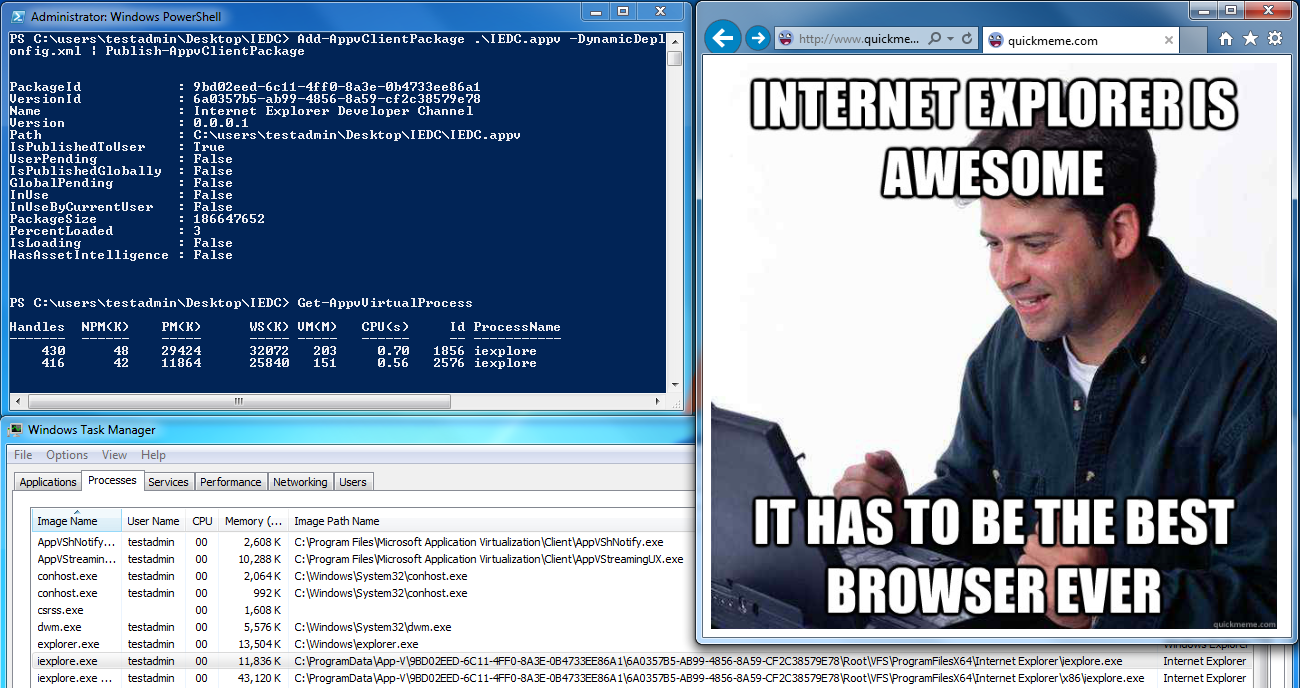 Administrator: Windows PowerShell
PS C:\users\testadmin\Desktop\IEDC> Add-AppvClientPackage .\IEDC.appv -DynamicDepl
onfig.xml | Publish-AppvClientPackage
PackageId : 9bd02eed-6c11-4ff0-8a3e-0b4733ee86a1
VersionId : 6a0357b5-ab99-4856-8a59-cf2c38579e78
Name : Internet Explorer Developer Channel
Version : 0.0.0.1
Path : C:\users\testadmin\Desktop\IEDC\IEDC.appv
IsPublishedToUser : True
UserPending : False
IsPublishedGlobally : False
GlobalPending : False
InUse : False
InUseByCurrentUser : False
PackageSize : 186647652
PercentLoaded : 3
IsLoading : False
HasAssetIntelligence : False
PS C:\users\testadmin\Desktop\IEDC> Get-AppvVirtualProcess
Handles NPM(K) PM(K) WS(K) VM(M) CPU(s) Id ProcessName
------- ------ ----- ----- ----- ------ -- -----------
430 48 29424 32072 203 0.70 1856 iexplore
416 42 11864 25840 151 0.56 2576 iexplore
Windows Task Manager
File Options View Help
Applications Processes Services Performance Networking Users
Image Name User Name CPU Memory (... Image Path Name
AppVShNotify... testadmin 00 2,608 K C:\Program Files\Microsoft Application Virtualization\Client\AppVShNotify.exe
AppVStreamin... testadmin 00 10,288 K C:\Program Files\Microsoft Application Virtualization\Client\AppVStreamingUX.exe
conhost.exe testadmin 00 2,064 K C:\Windows\System32\conhost.exe
conhost.exe testadmin 00 992 K C:\Windows\System32\conhost.exe
csrss.exe 00 1,608 K
dwm.exe testadmin 00 5,576 K C:\Windows\System32\dwm.exe
explorer.exe testadmin 00 13,504 K C:\Windows\explorer.exe
iexplore.exe testadmin 00 11,836 K C:\ProgramData\App-V\9BD02EED-6C11-4FF0-8A3E-0B4733EE86A1\6A0357B5-AB99-4856-8A59-CF2C38579E78\Root\VFS\ProgramFilesX64\Internet Explorer\iexplore.exe Internet Explorer
iexplore.exe ... testadmin 00 43,120 K C:\ProgramData\App-V\9BD02EED-6C11-4FF0-8A3E-0B4733EE86A1\6A0357B5-AB99-4856-8A59-CF2C38579E78\Root\VFS\ProgramFilesX64\Internet Explorer\x86\iexplore.exe Internet Explorer
http://www.quickme...
quickmeme.com
INTERNET EXPLORER IS
AWESOME
IT HAS TO BE THE BEST
BROWSER EVER
quickmeme.com